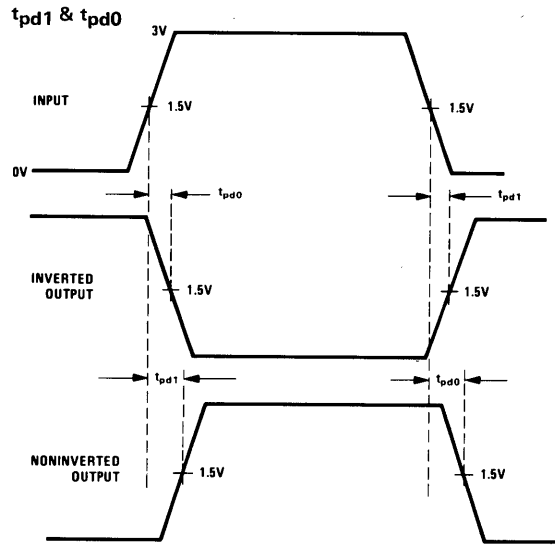 tpd1 & tpd0
3V
INPUT
1.5V
1.5V
0V
tpd0
tpd1
INVERTED
OUTPUT
1.5V
1.5V
tpd1
tpd0
NONINVERTED
OUTPUT
1.5V
1.5V